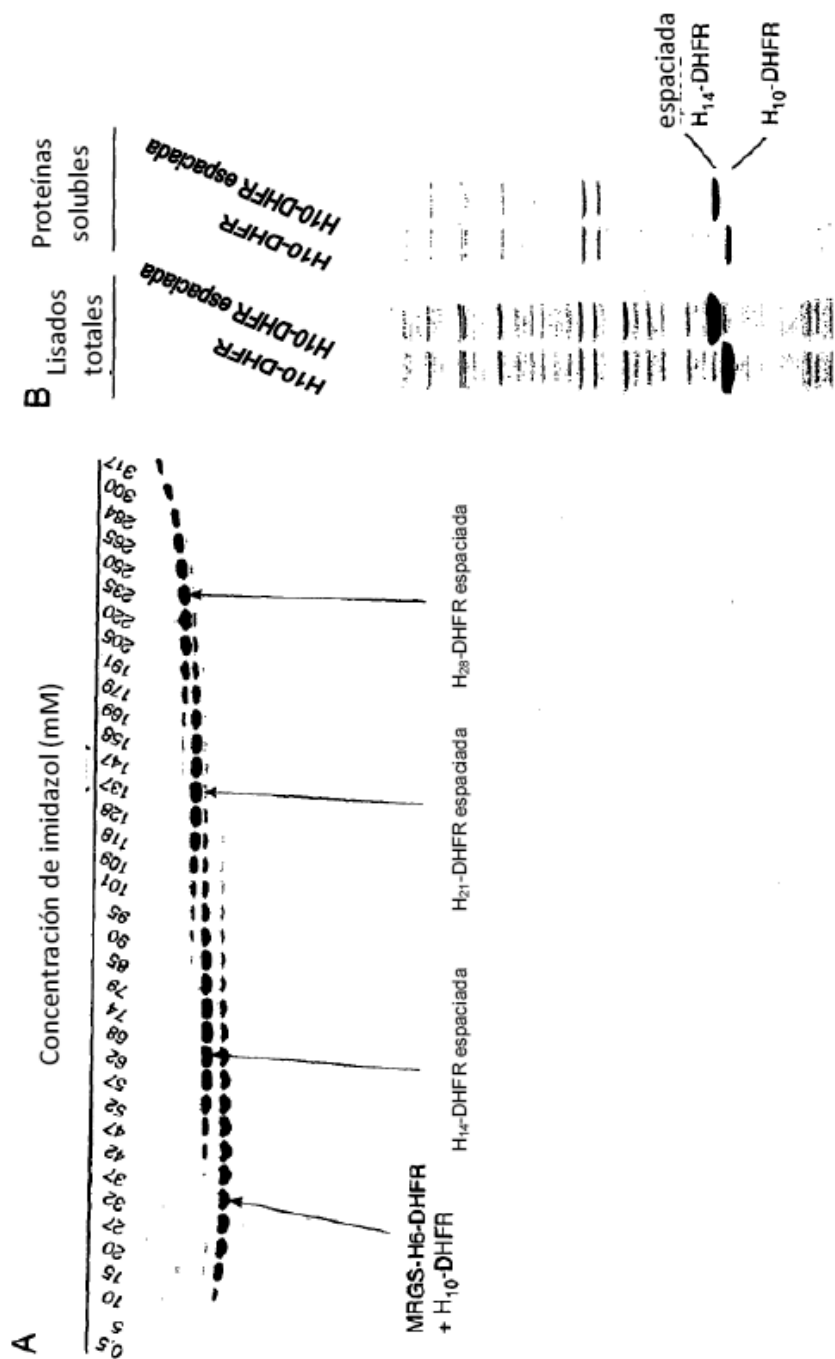 A
Concentración de imidazol (mM)
0,5 5 10 15 20 27 32 37 42 47 52 57 62 68 74 79 85 90 95 101 109 118 128 137 147 158 169 179 191 205 220 235 250 265 284 300 317
MRGS-H6-DHFR
+ H10-DHFR
H14-DHFR espaciada
H21-DHFR espaciada
H28-DHFR espaciada
B
Lisados
totales
Proteínas
solubles
H10-DHFR
H10-DHFR espaciada
H10-DHFR
H10-DHFR espaciada
espaciada
H14-DHFR
H10-DHFR